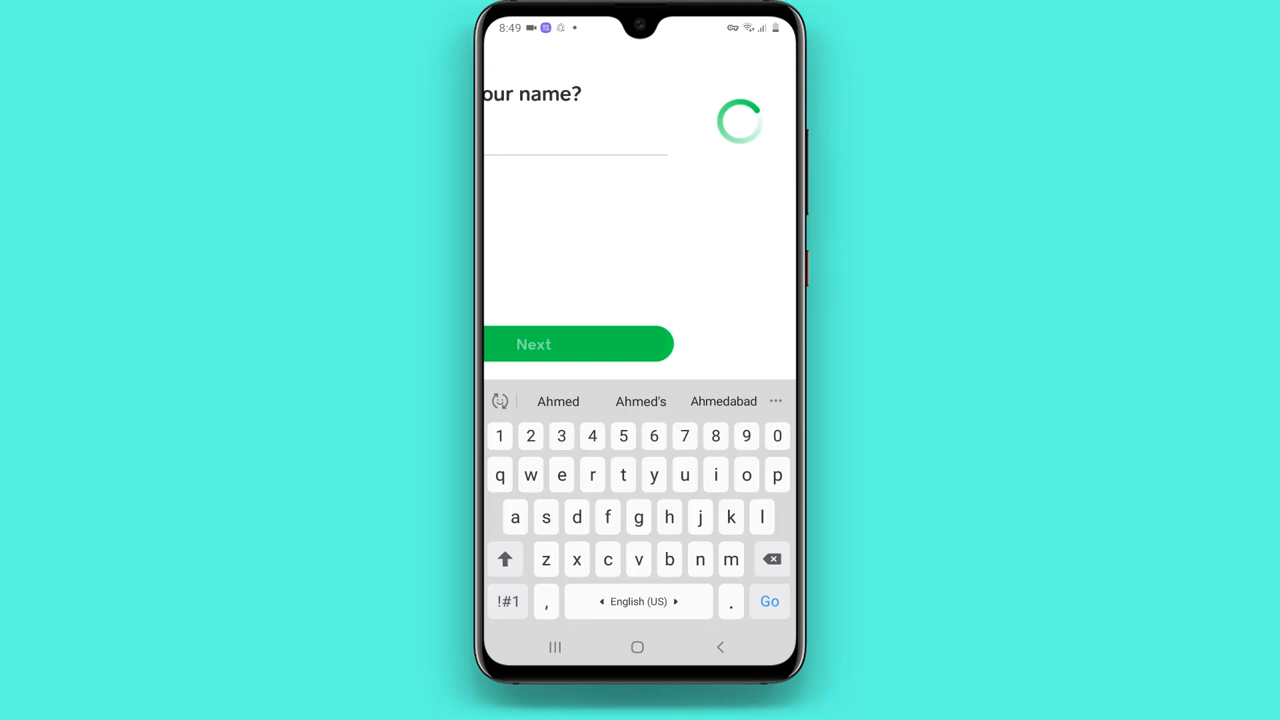 8:49
our name?
Next
Ahmed Ahmed's Ahmedabad
1 2 3 4 5 6 7 8 9 0
q w e r t y u i o p
a s d f g h j k l
z x c v b n m
!#1 , English (US) . Go